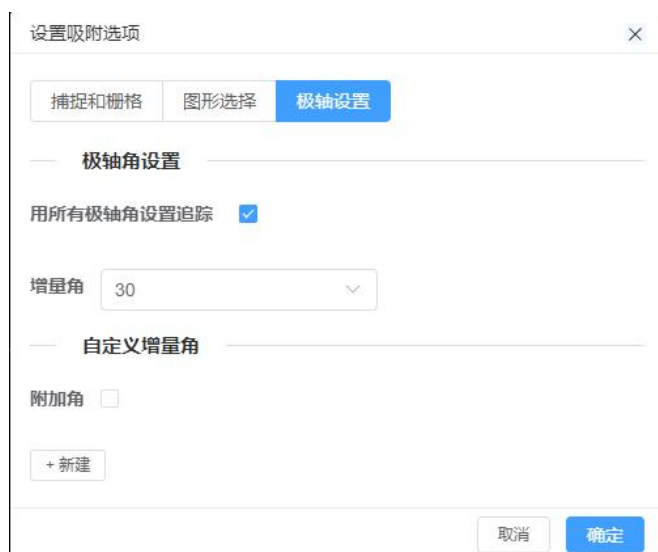 设置吸附选项
捕捉和栅格 图形选择 极轴设置
极轴角设置
用所有极轴角设置追踪
增量角 30
自定义增量角
附加角
+ 新建
取消 确定